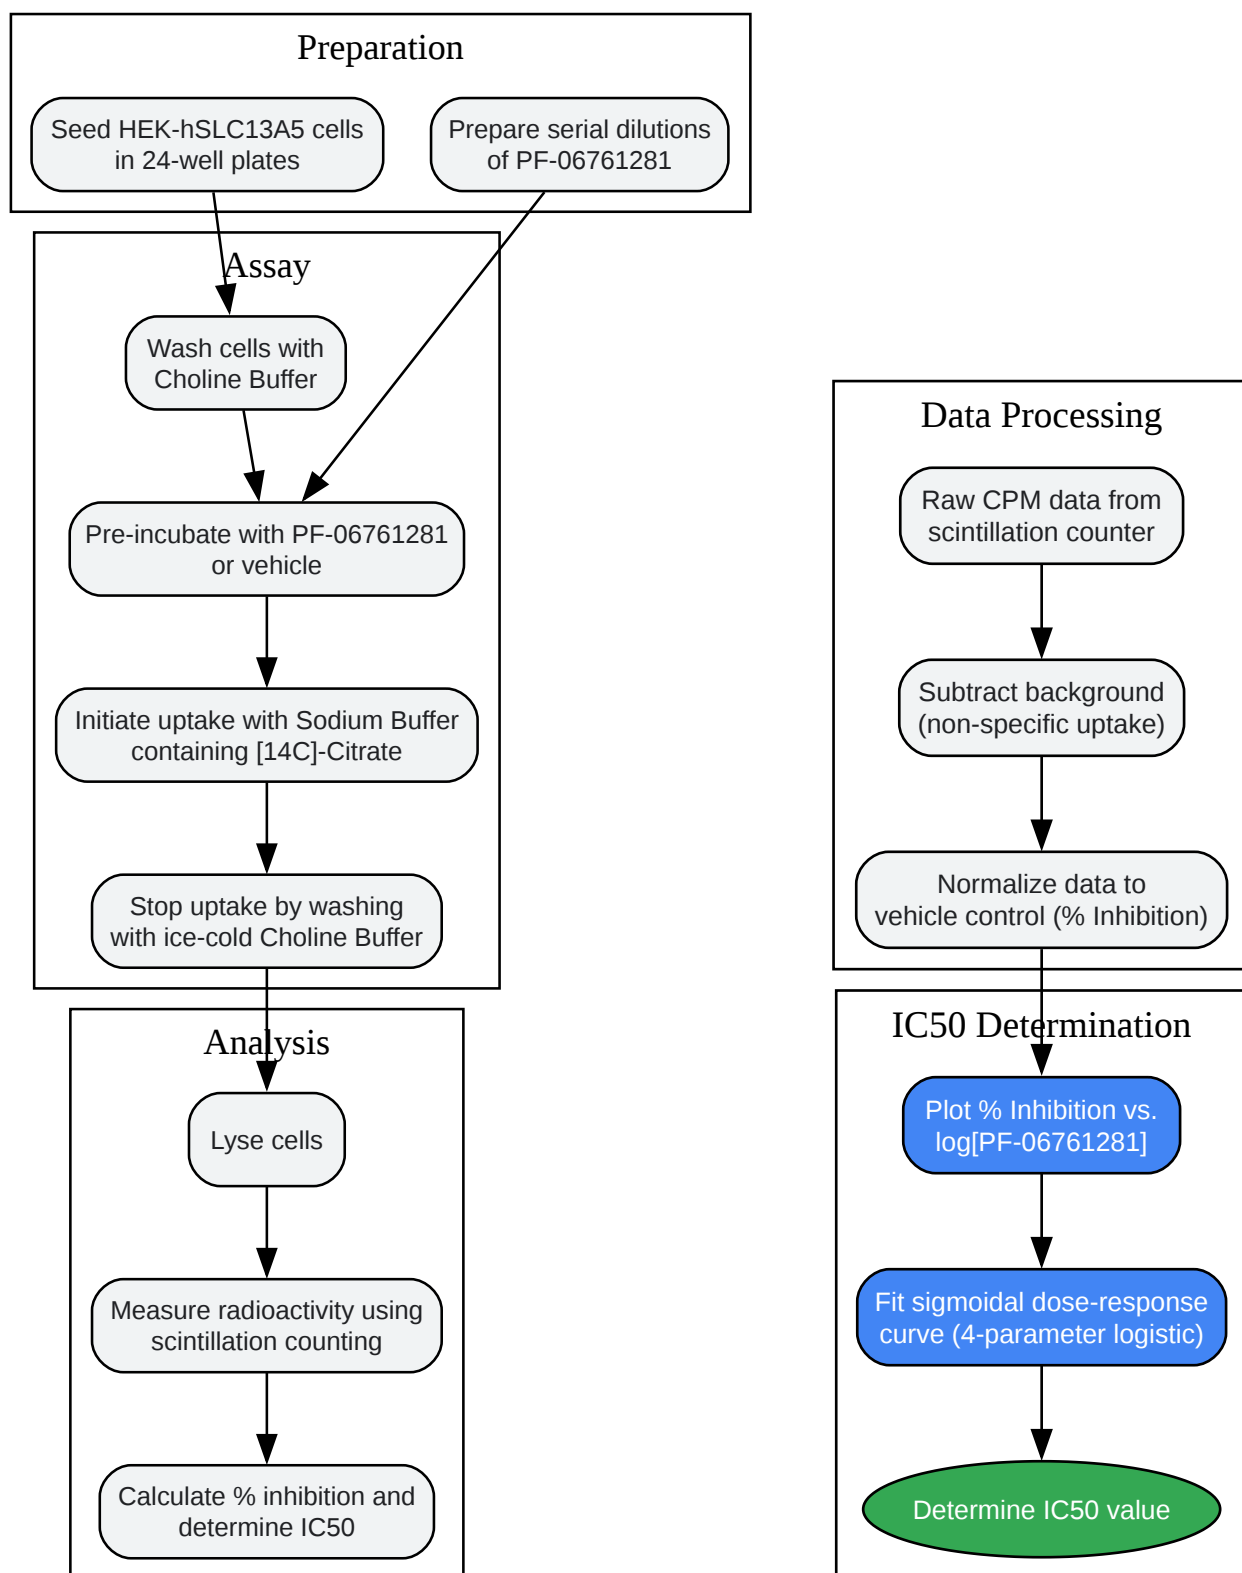 Preparation
Seed HEK-hSLC13A5 cells
in 24-well plates
Prepare serial dilutions
of PF-06761281
Assay
Wash cells with
Choline Buffer
Pre-incubate with PF-06761281
or vehicle
Initiate uptake with Sodium Buffer
containing [14C]-Citrate
Stop uptake by washing
with ice-cold Choline Buffer
Analysis
Lyse cells
Measure radioactivity using
scintillation counting
Calculate % inhibition and
determine IC50
Data Processing
Raw CPM data from
scintillation counter
Subtract background
(non-specific uptake)
Normalize data to
vehicle control (% Inhibition)
IC50 Determination
Plot % Inhibition vs.
log[PF-06761281]
Fit sigmoidal dose-response
curve (4-parameter logistic)
Determine IC50 value